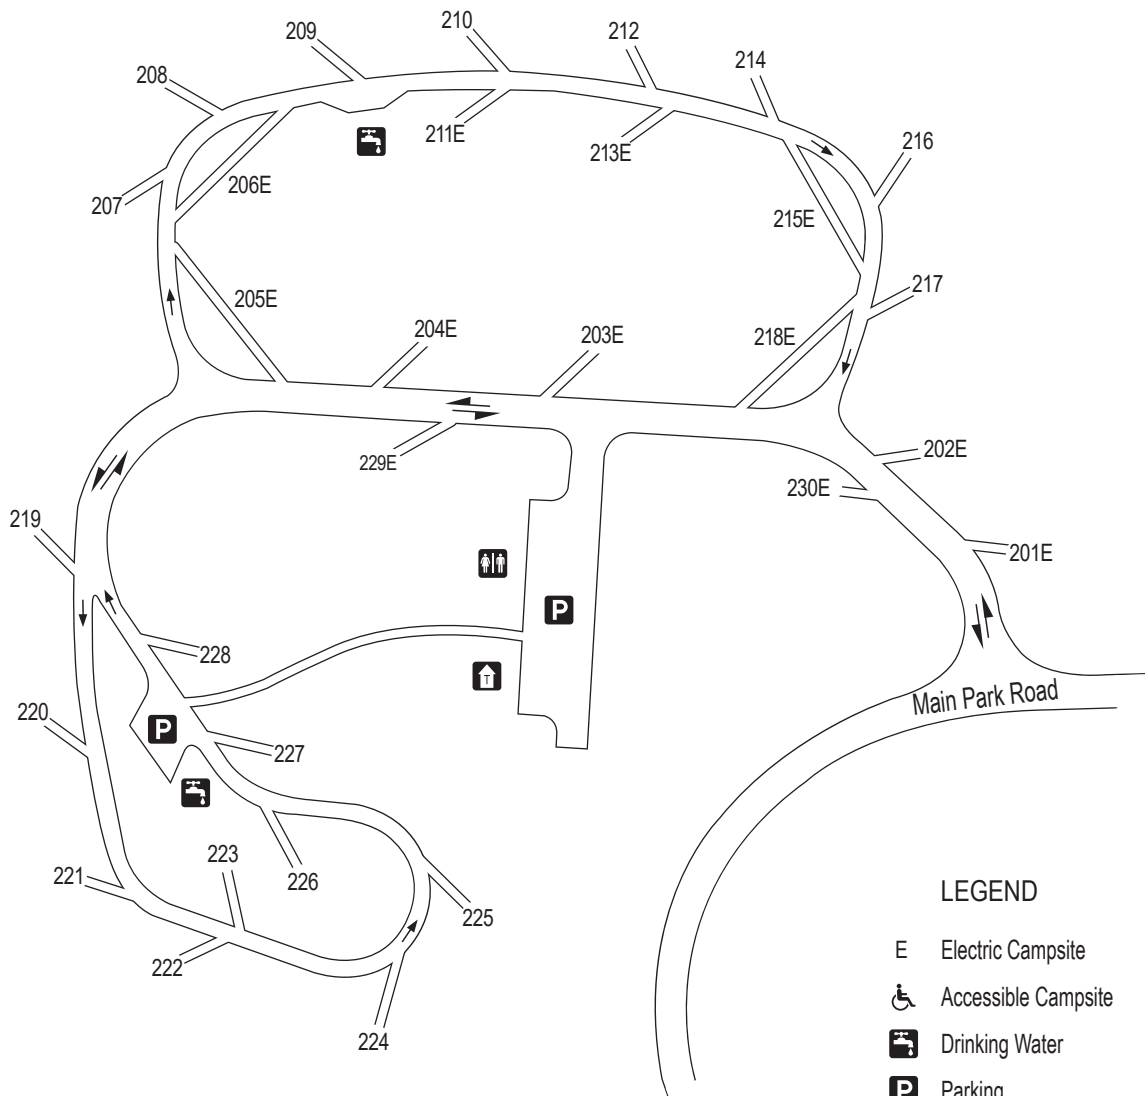 210
209
212
214
208
211E
213E
216
206E
207
215E
217
205E
204E
203E
218E
202E
229E
230E
219
201E
P
228
T
Main Park Road
220
P
227
223
226
221
225
222
224
LEGEND
E Electric Campsite
Accessible Campsite
Drinking Water
P Parking